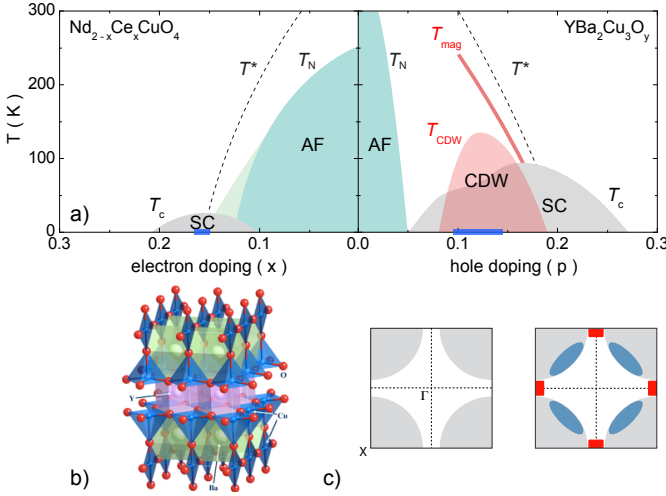 Nd2-xCexCuO4
YBa2Cu3Oy
300
200
100
0
T ( K )
T*
TN
AF
Tc
SC
a)
TN
AF
Tmag
T*
TCDW
CDW
SC
Tc
0.3 0.2 0.1 0.0 0.1 0.2 0.3
electron doping ( x )
hole doping ( p )
O
Y
Cu
Ba
b)
Γ
X
c)